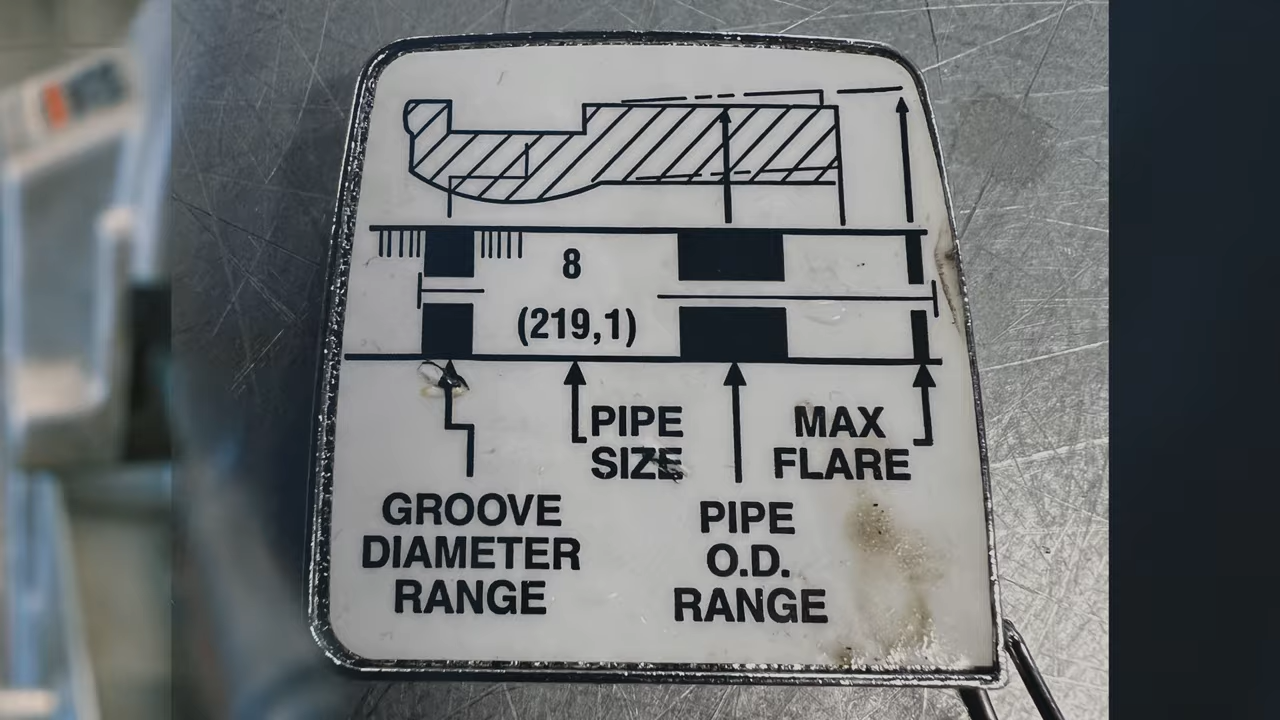 8
(219,1)
PIPE
SIZE
MAX
FLARE
GROOVE
DIAMETER
RANGE
PIPE
O.D.
RANGE